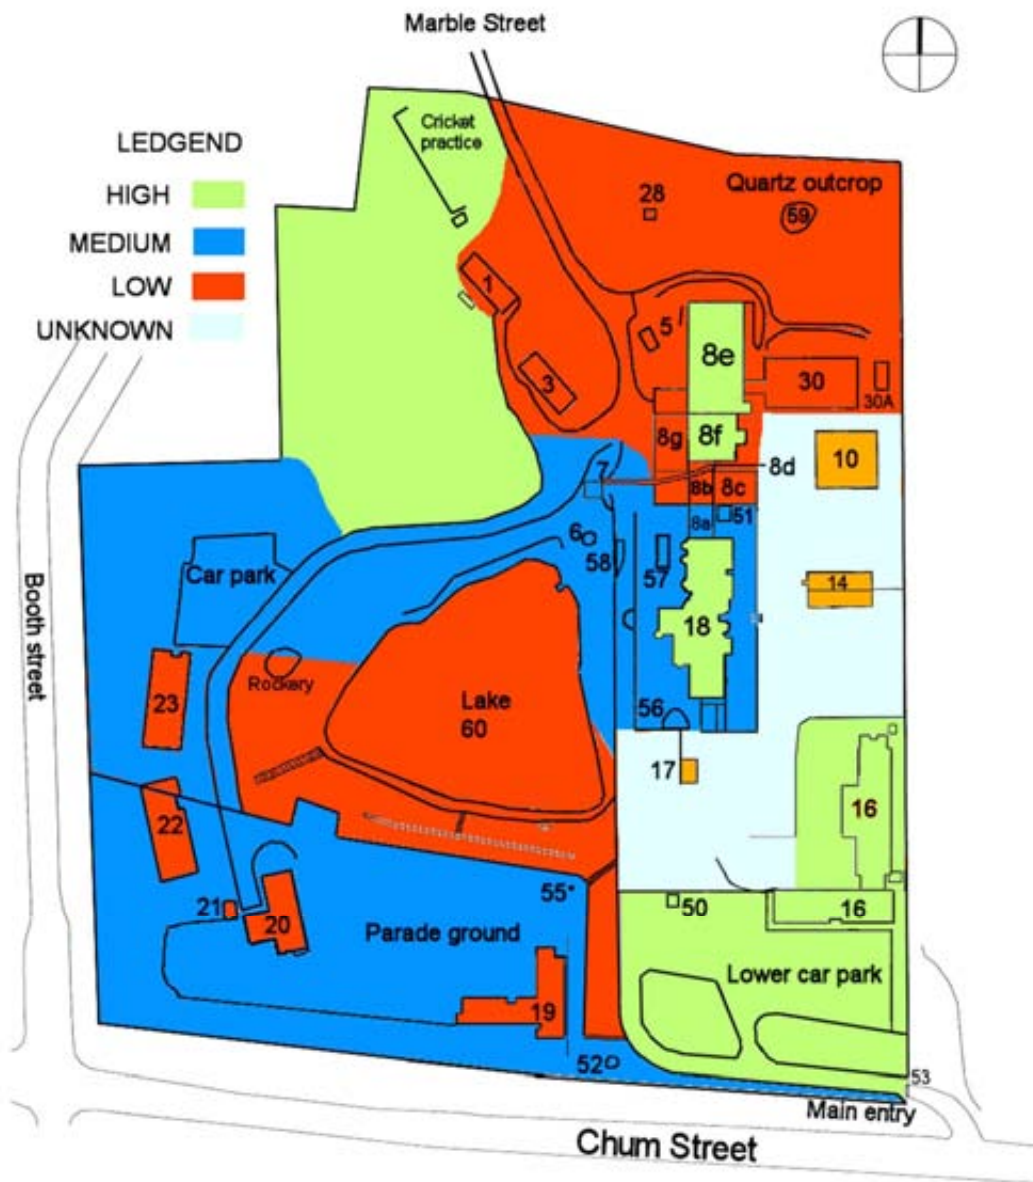 Marble Street
LEDGEND
HIGH
MEDIUM
LOW
UNKNOWN
Cricket
practice
Quartz outcrop
28
59
1
5
8e
3
30
30A
8g
8f
10
8d
7
8b
8c
8a
51
6
58
57
14
Car park
Booth street
18
Rockery
23
Lake
60
56
17
16
22
55
50
16
21
20
Parade ground
Lower car park
19
52
53
Main entry
Chum Street